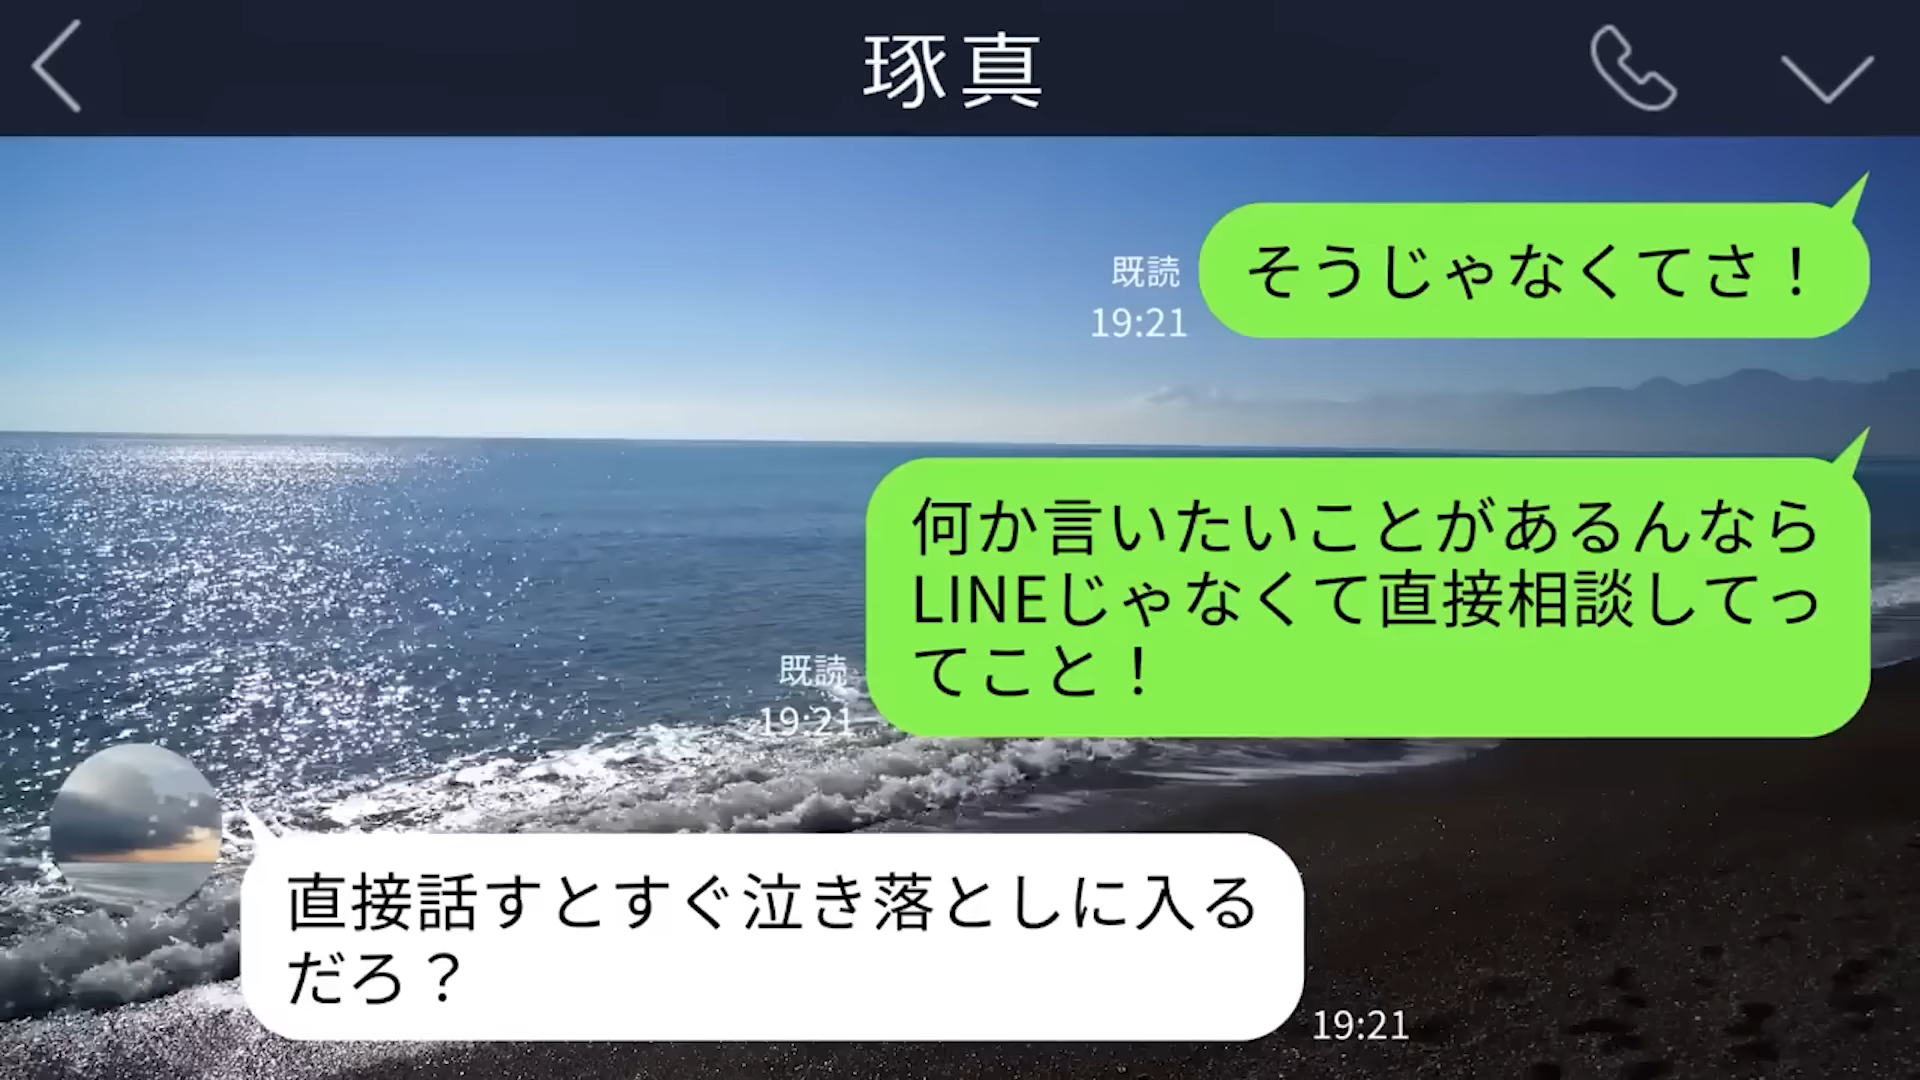 琢真
そうじゃなくてさ！
既読
19:21
何か言いたいことがあるんなら
LINEじゃなくて直接相談してっ
てこと！
既読
19:21
直接話すとすぐ泣き落としに入る
だろ？
19:21